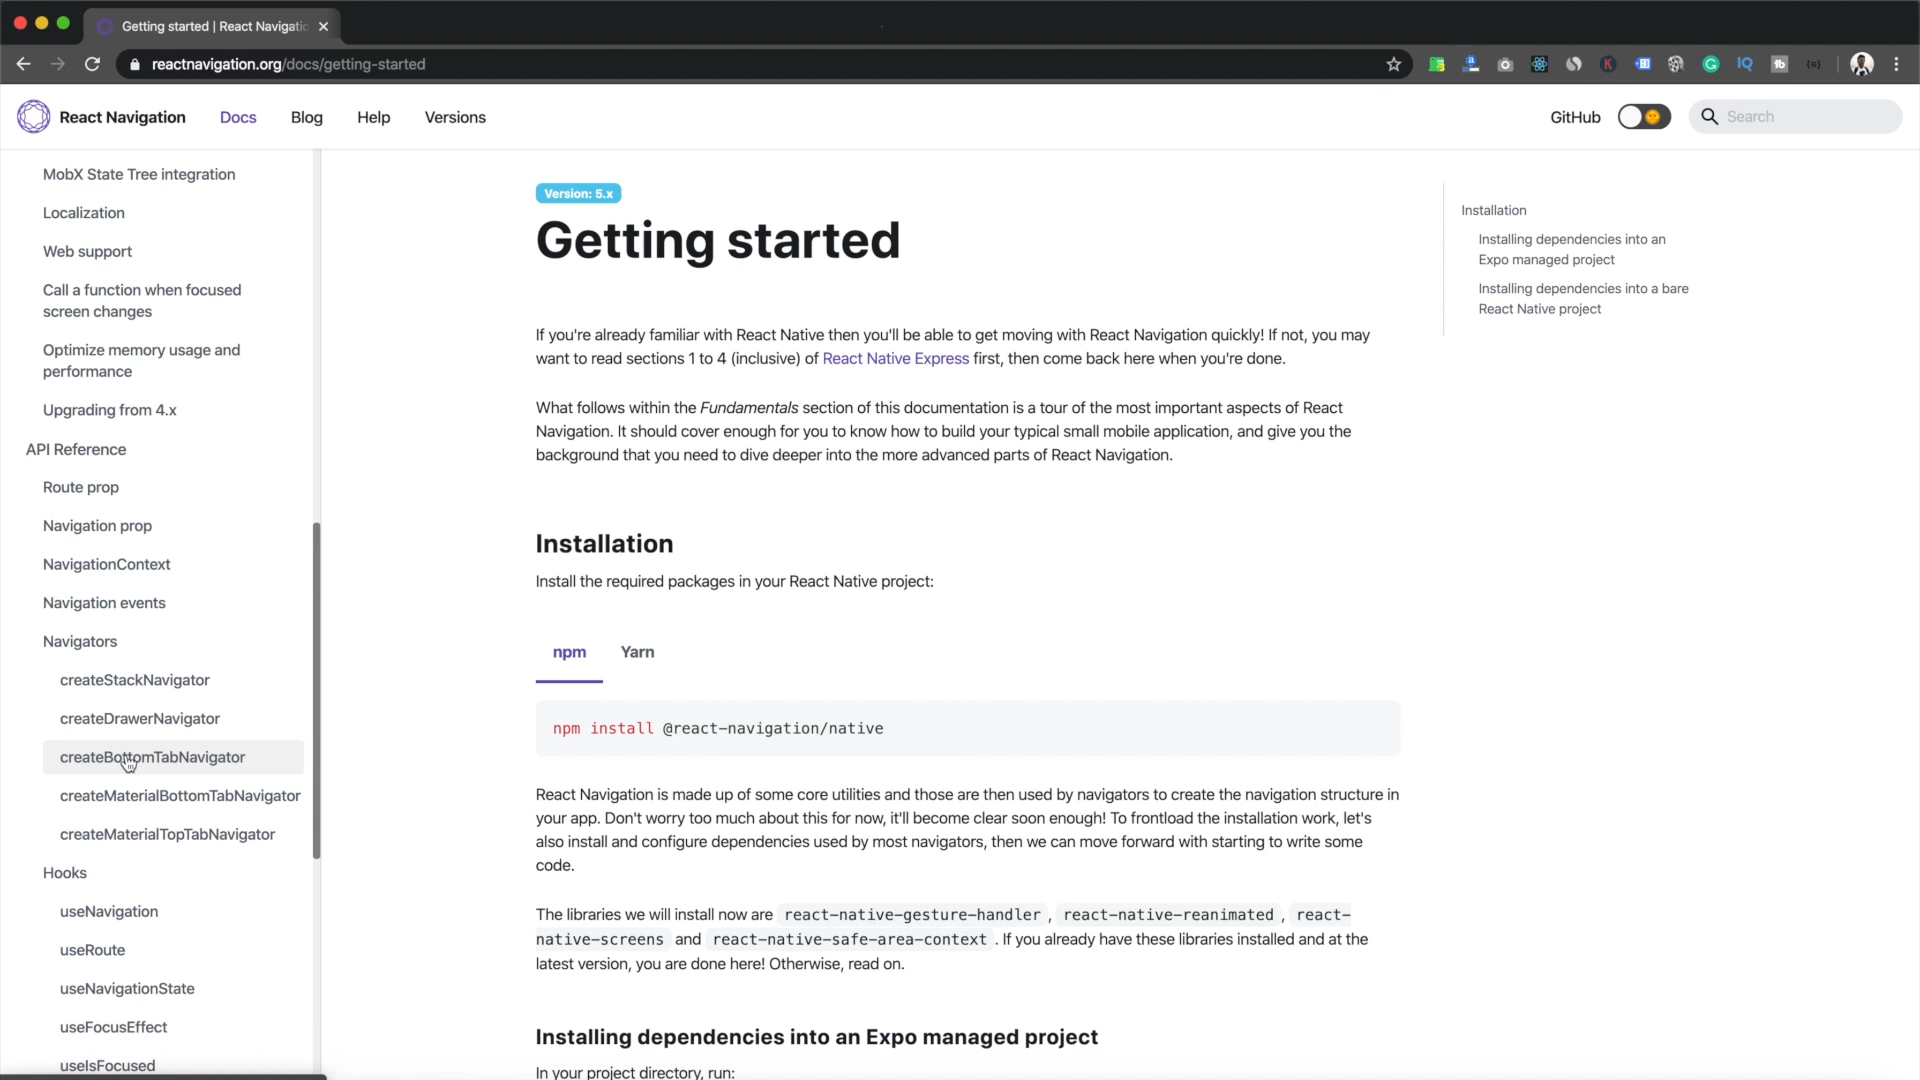 Getting started | React Navigatio
reactnavigation.org/docs/getting-started
React Navigation
Docs
Blog
Help
Versions
GitHub
Search
MobX State Tree integration
Localization
Web support
Call a function when focused
screen changes
Optimize memory usage and
performance
Upgrading from 4.x
API Reference
Route prop
Navigation prop
NavigationContext
Navigation events
Navigators
createStackNavigator
createDrawerNavigator
createBottomTabNavigator
createMaterialBottomTabNavigator
createMaterialTopTabNavigator
Hooks
useNavigation
useRoute
useNavigationState
useFocusEffect
useIsFocused
Version: 5.x
Getting started
If you're already familiar with React Native then you'll be able to get moving with React Navigation quickly! If not, you may
want to read sections 1 to 4 (inclusive) of React Native Express first, then come back here when you're done.
What follows within the Fundamentals section of this documentation is a tour of the most important aspects of React
Navigation. It should cover enough for you to know how to build your typical small mobile application, and give you the
background that you need to dive deeper into the more advanced parts of React Navigation.
Installation
Install the required packages in your React Native project:
npm
Yarn
npm install @react-navigation/native
React Navigation is made up of some core utilities and those are then used by navigators to create the navigation structure in
your app. Don't worry too much about this for now, it'll become clear soon enough! To frontload the installation work, let's
also install and configure dependencies used by most navigators, then we can move forward with starting to write some
code.
The libraries we will install now are react-native-gesture-handler , react-native-reanimated , react-
native-screens and react-native-safe-area-context . If you already have these libraries installed and at the
latest version, you are done here! Otherwise, read on.
Installing dependencies into an Expo managed project
In your project directory, run:
Installation
Installing dependencies into an
Expo managed project
Installing dependencies into a bare
React Native project